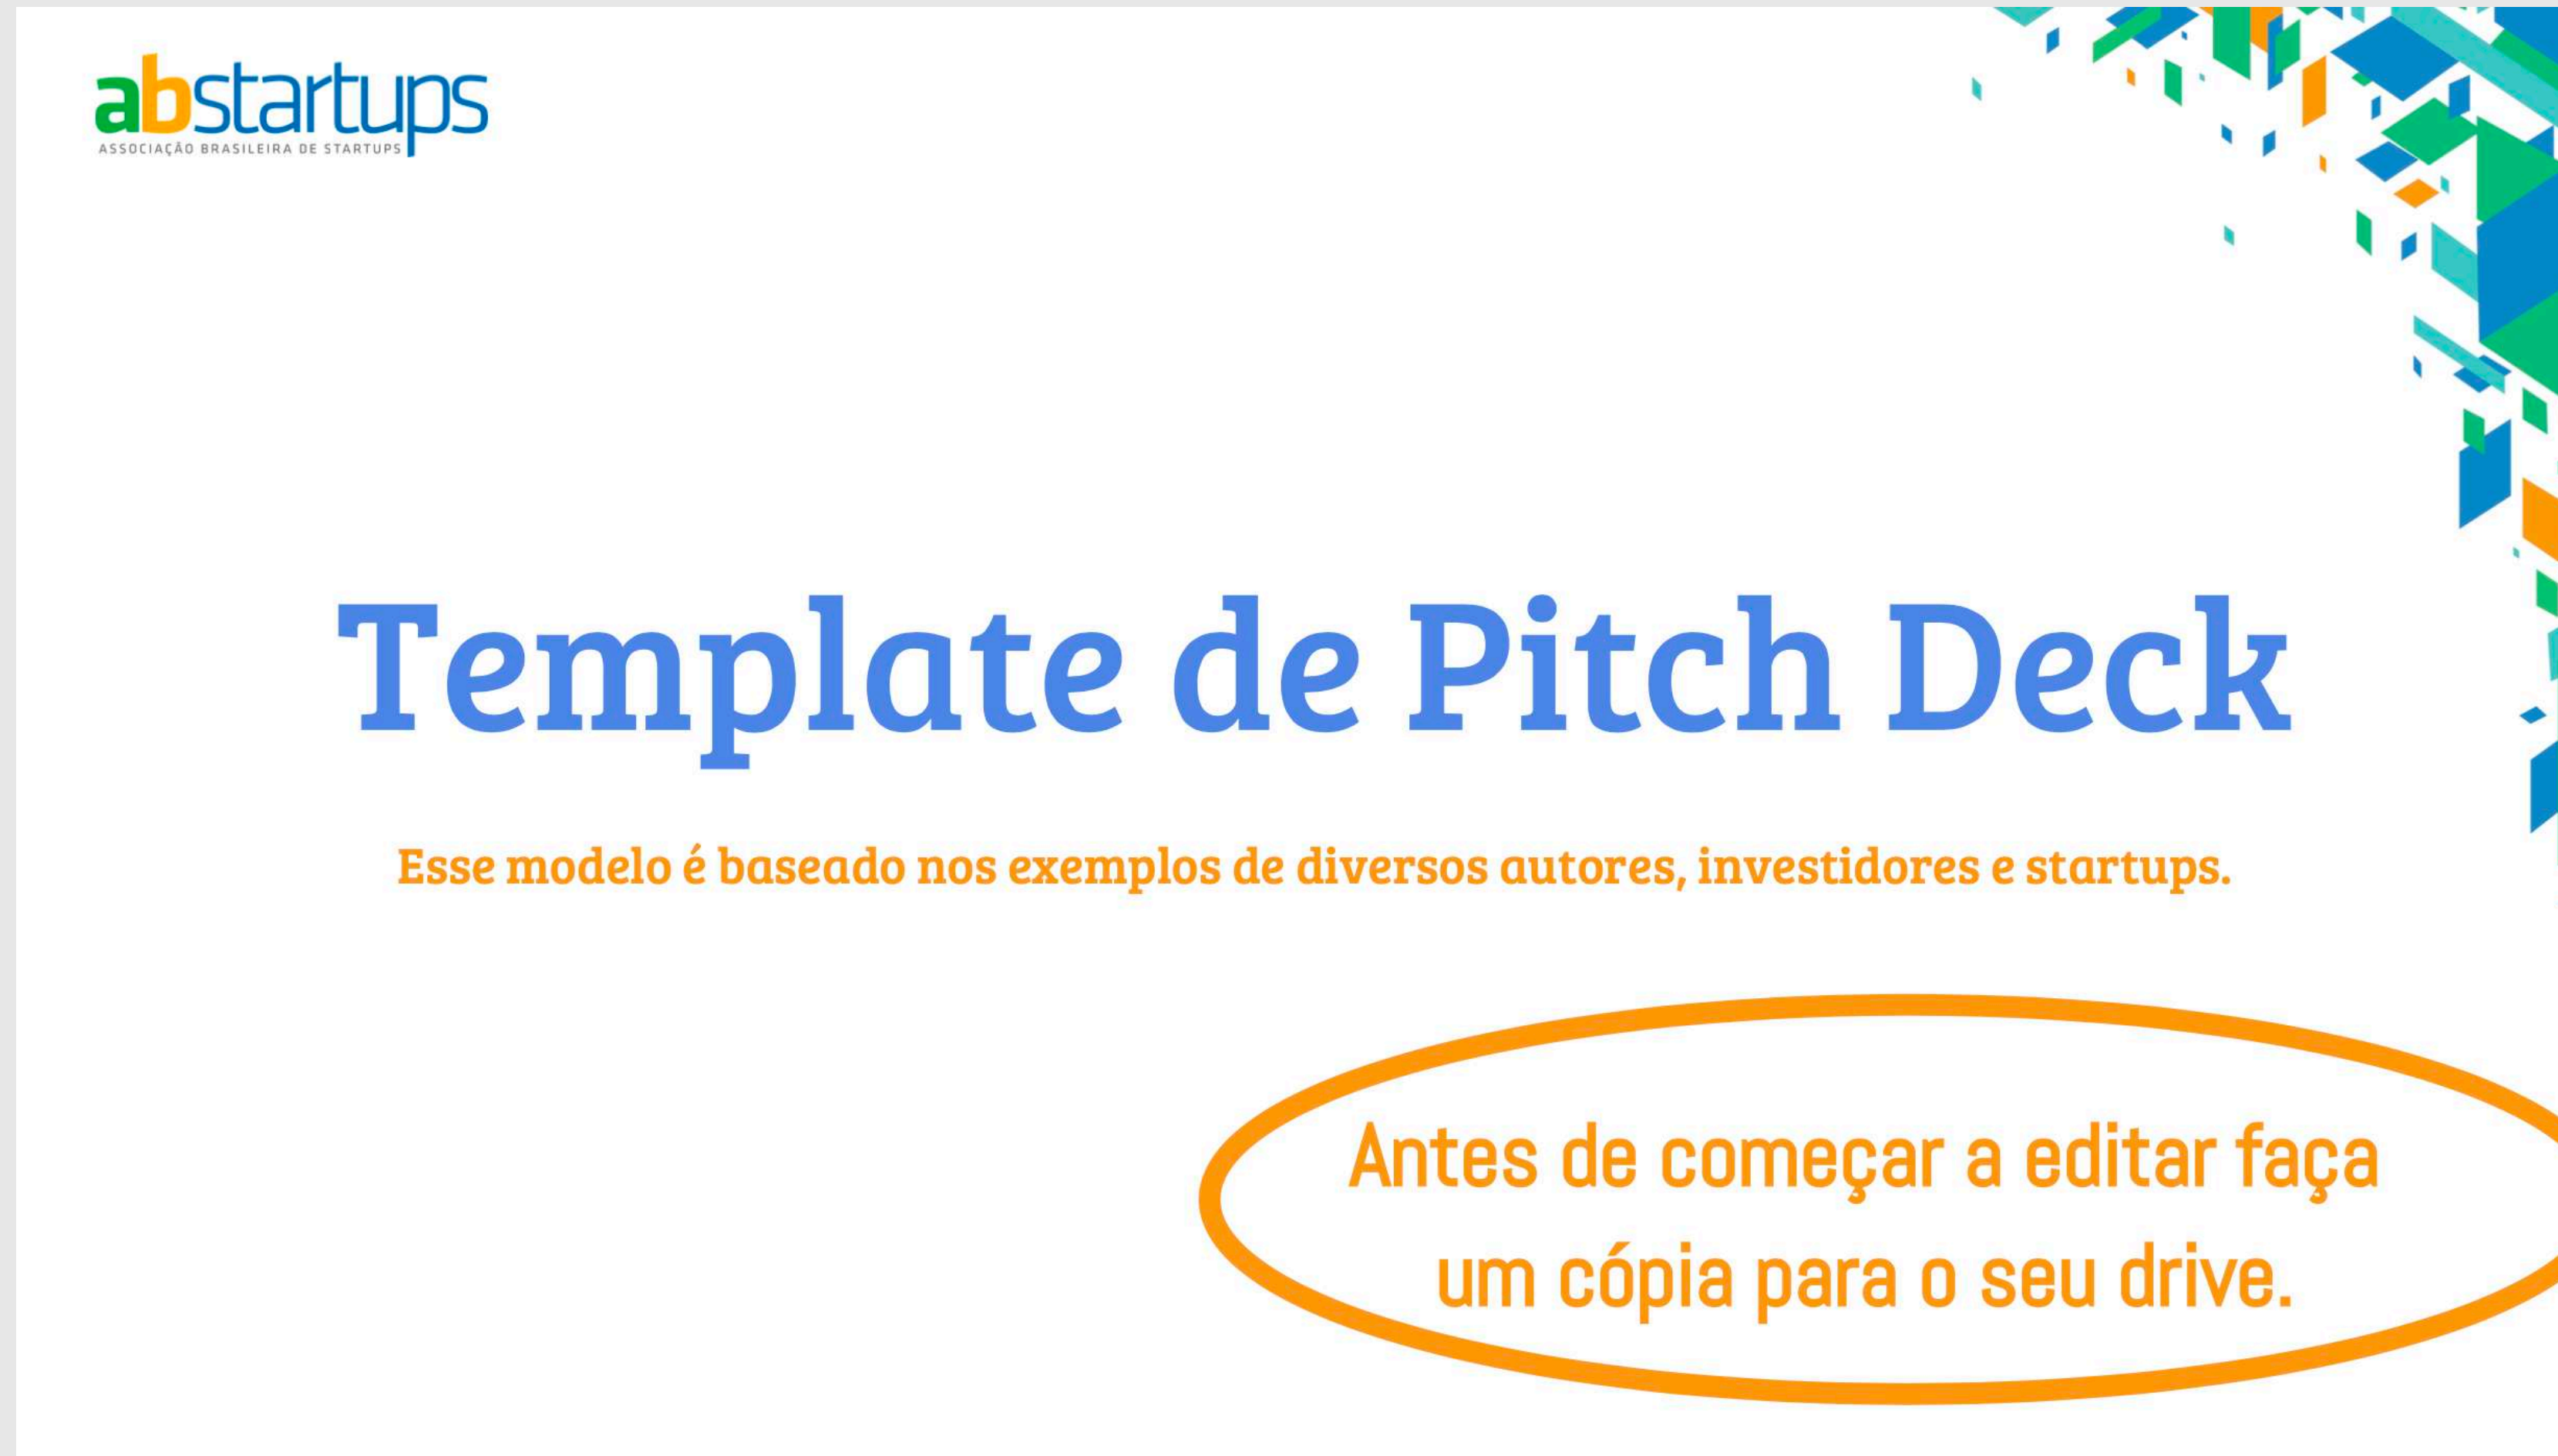 abstartups
ASSOCIAÇÃO BRASILEIRA DE STARTUPS
Template de Pitch Deck
Esse modelo é baseado nos exemplos de diversos autores, investidores e startups.
Antes de começar a editar faça
um cópia para o seu drive.